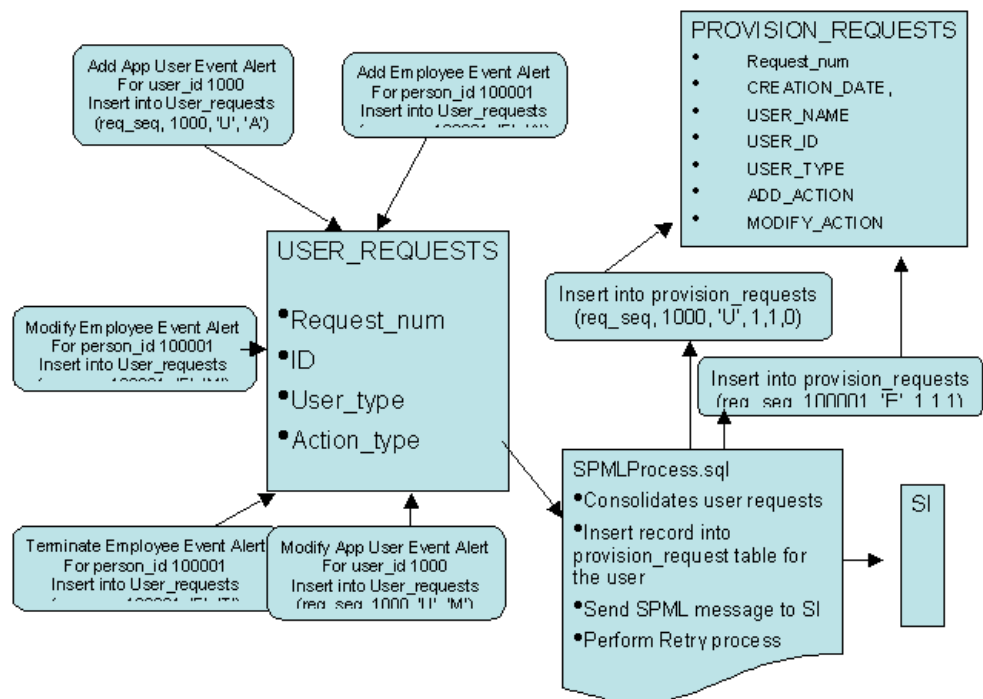 Add App User Event Alert
For user_id 1000
Insert into User_requests
(req_seq, 1000, 'U', 'A')
Add Employee Event Alert
For person_id 100001
Insert into User_requests
PROVISION_REQUESTS
• Request_num
• CREATION_DATE,
• USER_NAME
• USER_ID
• USER_TYPE
• ADD_ACTION
• MODIFY_ACTION
USER_REQUESTS
•Request_num
•ID
•User_type
•Action_type
Modify Employee Event Alert
For person_id 100001
Insert into User_requests
Insert into provision_requests
(req_seq, 1000, 'U', 1,1,0)
Insert into provision_requests
(req_seq, 100001, 'E', 1,1,1)
Terminate Employee Event Alert
For person_id 100001
Insert into User_requests
Modify App User Event Alert
For user_id 1000
Insert into User_requests
(req_seq, 1000, 'U', 'M')
SPMLProcess.sql
•Consolidates user requests
•Insert record into
provision_request table for
the user
•Send SPML message to SI
•Perform Retry process
SI